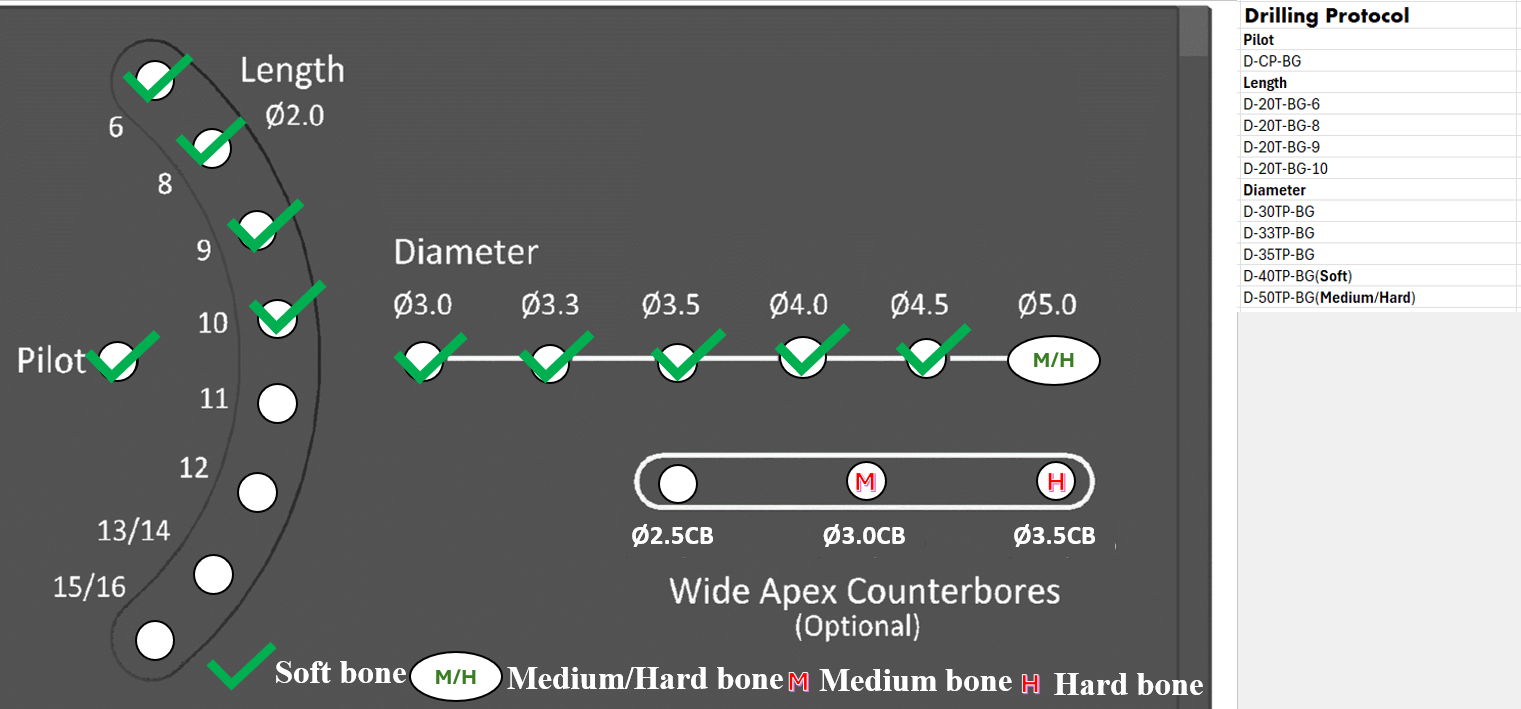 Length
Ø2.0
6
8
9
10
11
12
13/14
15/16
Pilot
Diameter
Ø3.0 Ø3.3 Ø3.5 Ø4.0 Ø4.5 Ø5.0
M/H
M H
Ø2.5CB Ø3.0CB Ø3.5CB
Wide Apex Counterbores
(Optional)
Soft bone M/H Medium/Hard bone M Medium bone H Hard bone
Drilling Protocol
Pilot
D-CP-BG
Length
D-20T-BG-6
D-20T-BG-8
D-20T-BG-9
D-20T-BG-10
Diameter
D-30TP-BG
D-33TP-BG
D-35TP-BG
D-40TP-BG(Soft)
D-50TP-BG(Medium/Hard)